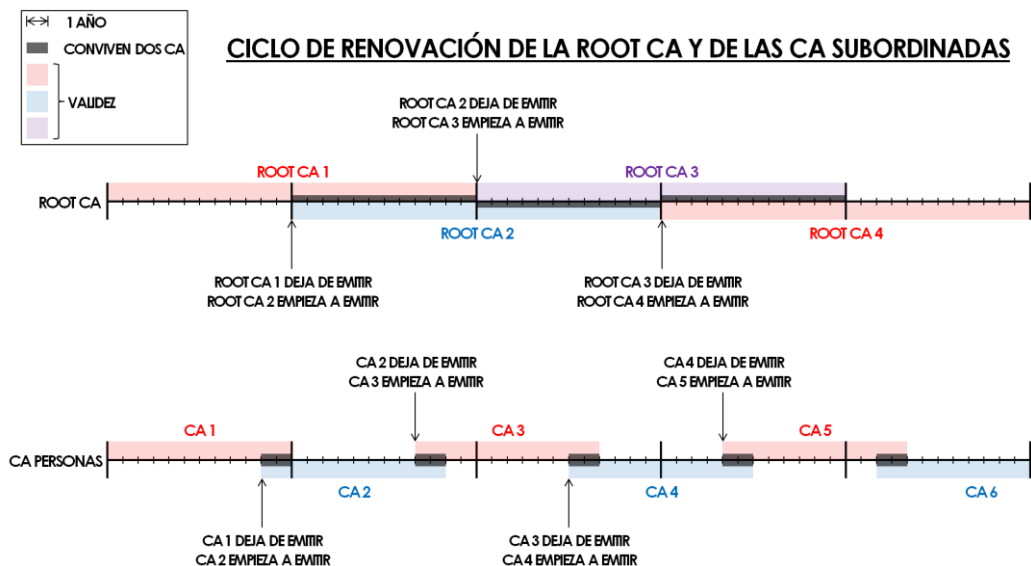 1 AÑO
CONVIVEN DOS CA
VALIDEZ
CICLO DE RENOVACIÓN DE LA ROOT CA Y DE LAS CA SUBORDINADAS
ROOT CA 2 DEJA DE EMITIR
ROOT CA 3 EMPIEZA A EMITIR
ROOT CA 1
ROOT CA 3
ROOT CA
ROOT CA 2
ROOT CA 4
ROOT CA 1 DEJA DE EMITIR
ROOT CA 2 EMPIEZA A EMITIR
ROOT CA 3 DEJA DE EMITIR
ROOT CA 4 EMPIEZA A EMITIR
CA 2 DEJA DE EMITIR
CA 3 EMPIEZA A EMITIR
CA 4 DEJA DE EMITIR
CA 5 EMPIEZA A EMITIR
CA 1
CA 3
CA 5
CA PERSONAS
CA 2
CA 4
CA 6
CA 1 DEJA DE EMITIR
CA 2 EMPIEZA A EMITIR
CA 3 DEJA DE EMITIR
CA 4 EMPIEZA A EMITIR